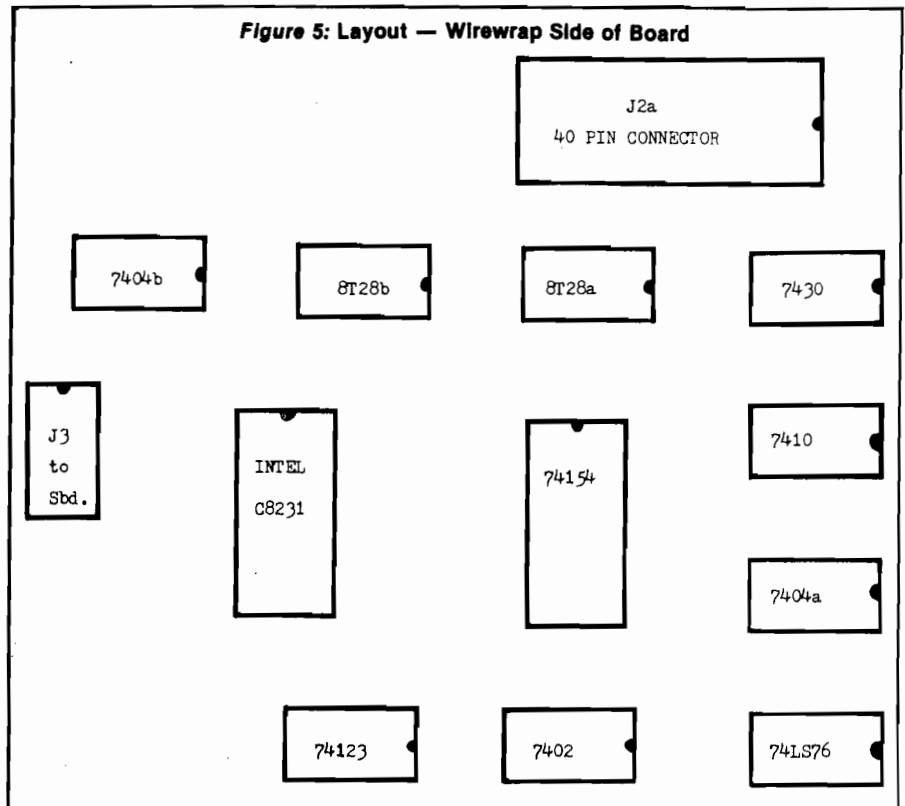 Figure 5: Layout — Wirewrap Side of Board
J2a
40 PIN CONNECTOR
7404b
8T28b
8T28a
7430
J3
to
Sbd.
INTEL
C8231
74154
7410
7404a
74123
7402
74LS76